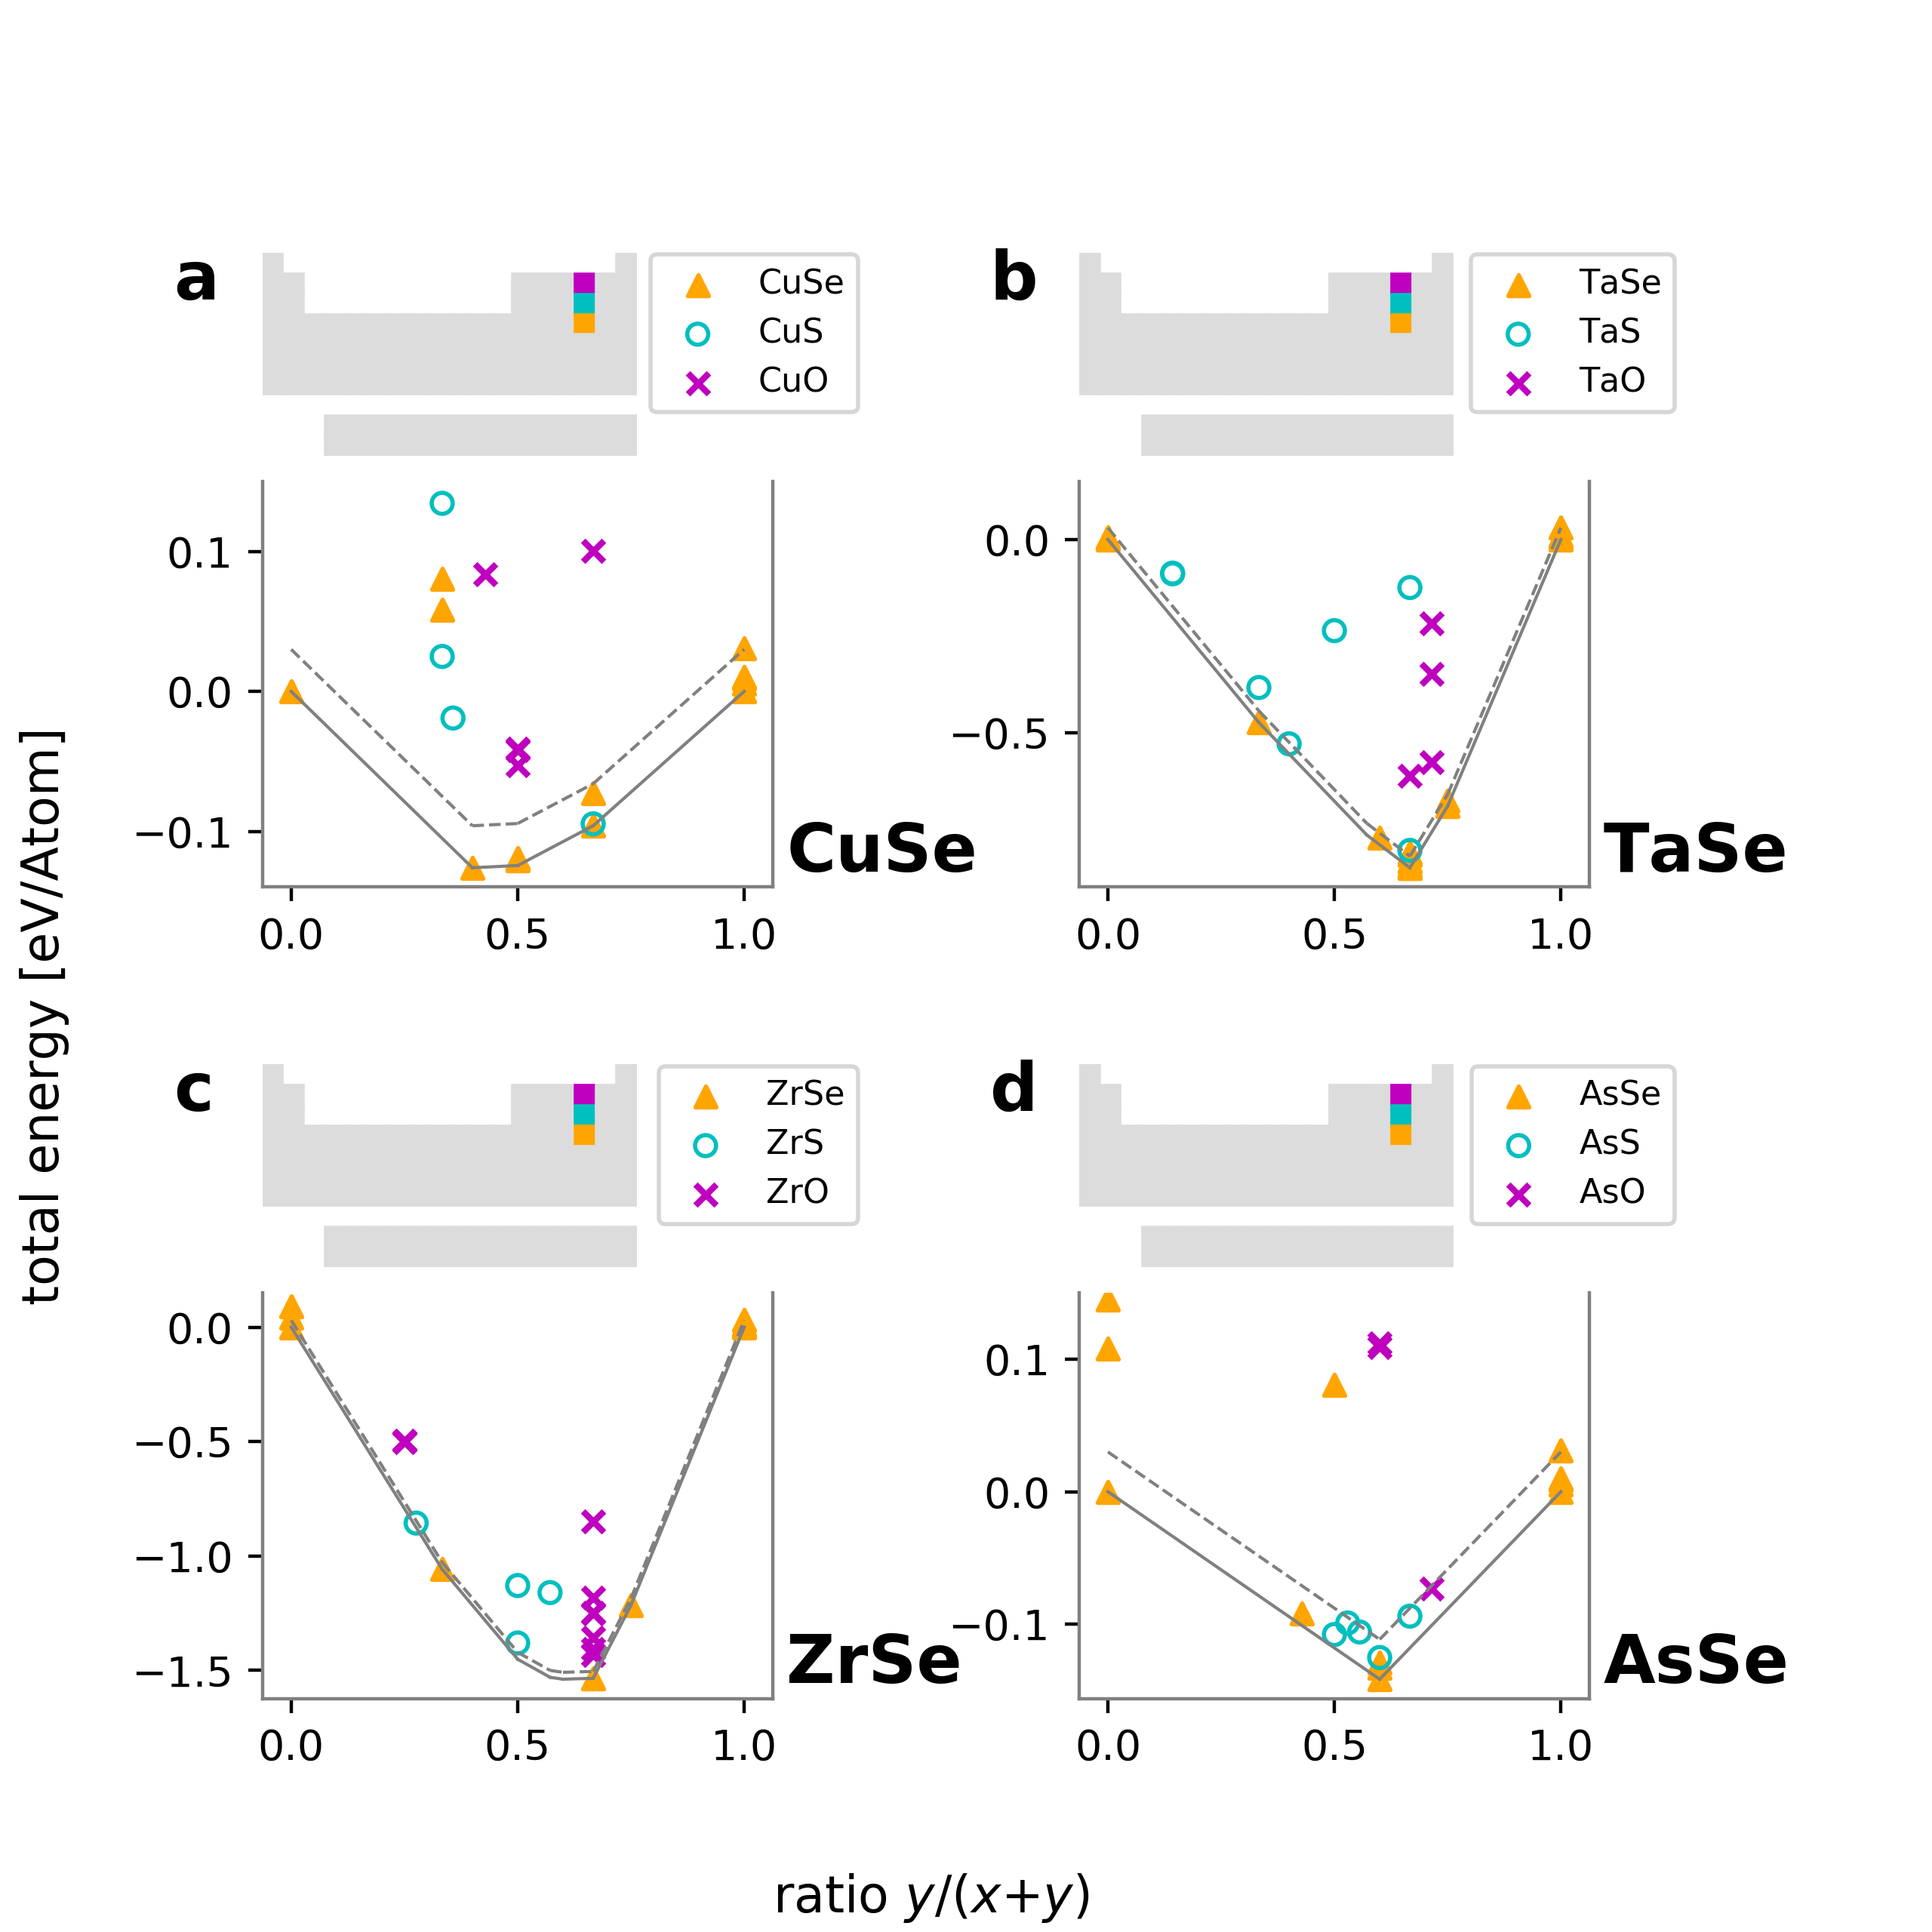 a
CuSe
CuS
CuO
b
TaSe
TaS
TaO
0.1
0.0
−0.1
0.0
0.5
1.0
CuSe
0.0
−0.5
0.0
0.5
1.0
TaSe
total energy [eV/Atom]
c
ZrSe
ZrS
ZrO
d
AsSe
AsS
AsO
0.0
−0.5
−1.0
−1.5
0.0
0.5
1.0
ZrSe
0.1
0.0
−0.1
0.0
0.5
1.0
AsSe
ratio y/(x+y)